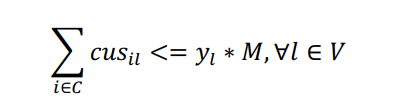 ∑_{i∈C} cus_{il} <= y_l * M, ∀l ∈ V